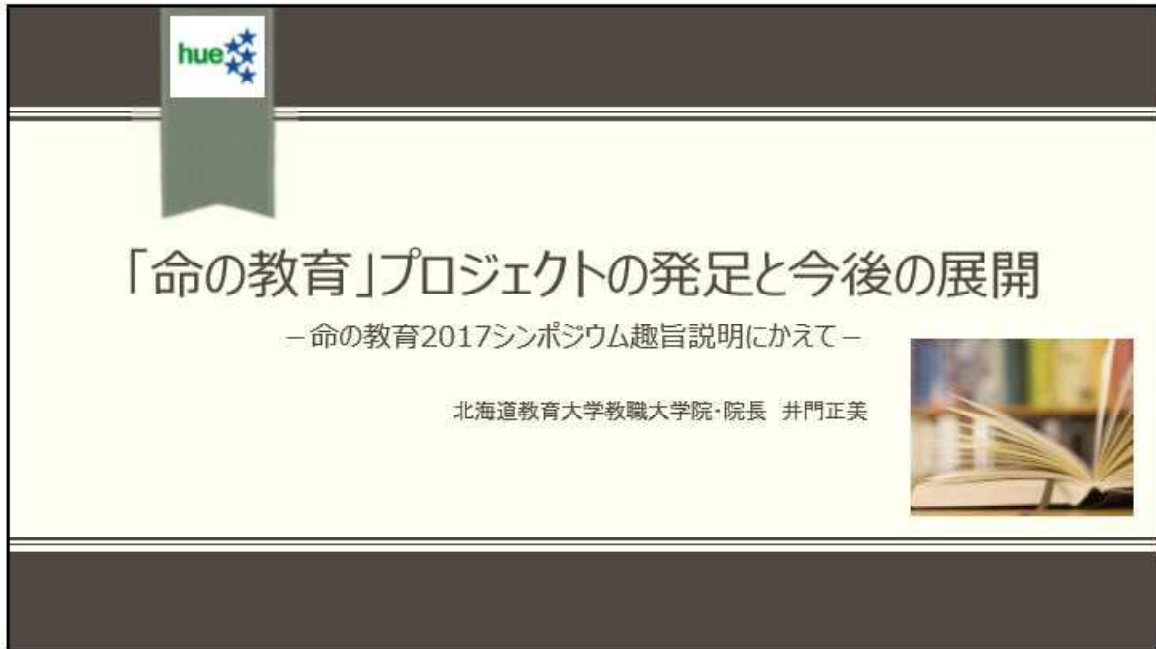 hue
「命の教育」プロジェクトの発足と今後の展開
－命の教育2017シンポジウム趣旨説明にかえて－
北海道教育大学教職大学院・院長　井門正美